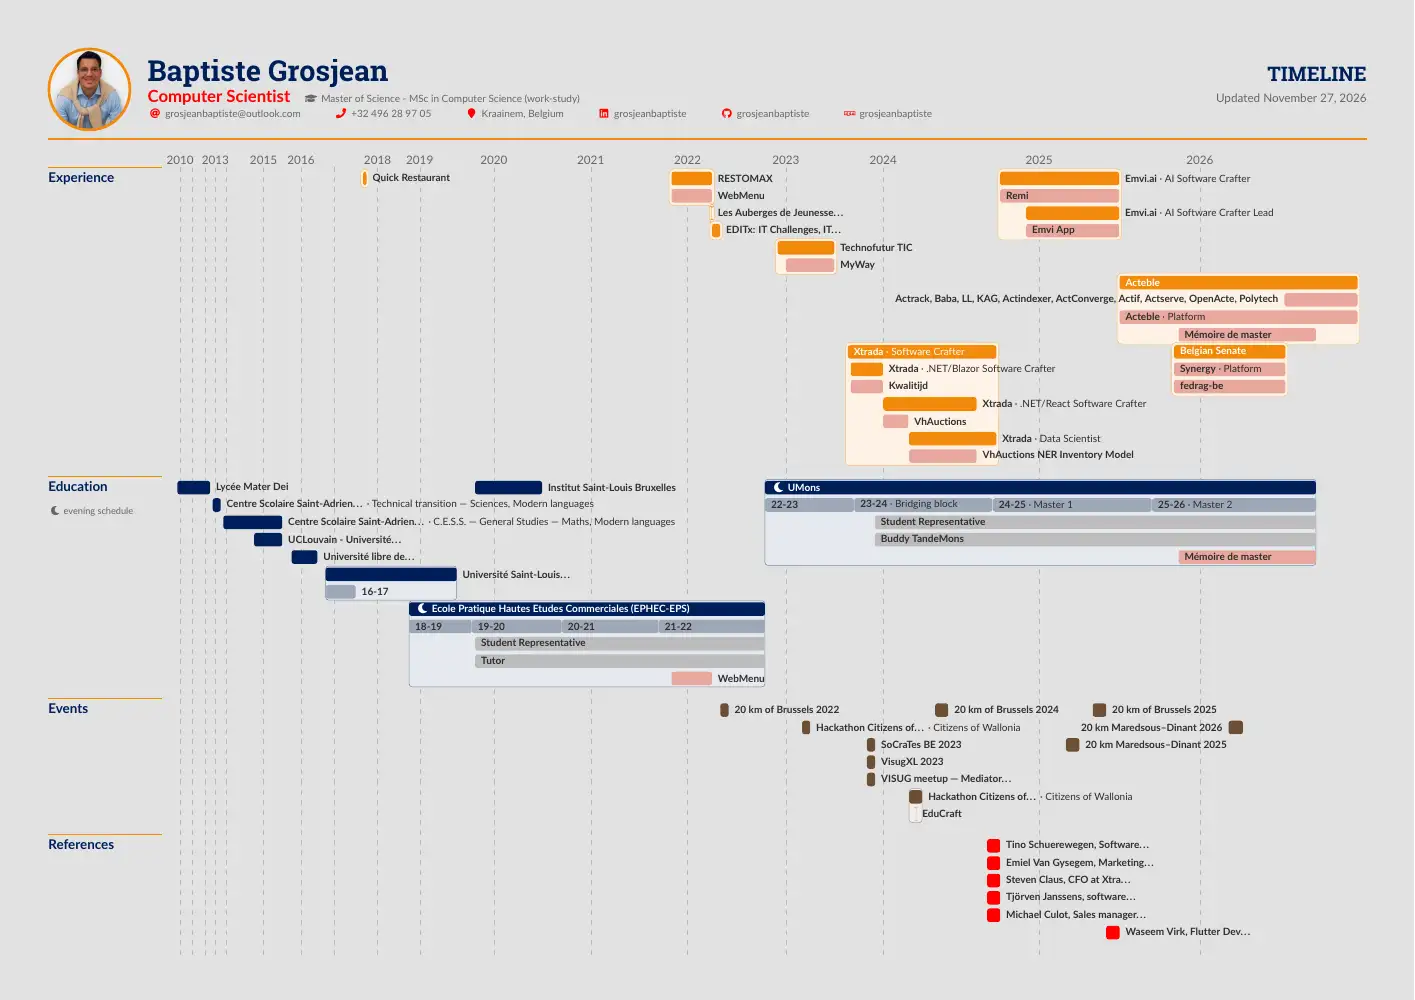 Baptiste Grosjean
TIMELINE
Computer Scientist Master of Science - MSc in Computer Science (work-study)
Updated November 27, 2026
grosjeanbaptiste@outlook.com +32 496 28 97 05 Kraainem, Belgium grosjeanbaptiste grosjeanbaptiste grosjeanbaptiste
2010 2013 2015 2016 2018 2019 2020 2021 2022 2023 2024 2025 2026
Experience
Quick Restaurant
RESTOMAX
Emvi.ai · AI Software Crafter
WebMenu
Remi
Les Auberges de Jeunesse...
Emvi.ai · AI Software Crafter Lead
EDITx: IT Challenges, IT...
Emvi App
Technofutur TIC
MyWay
Acteble
Actrack, Baba, LL, KAG, Actindexer, ActConverge, Actif, Actserve, OpenActe, Polytech
Acteble · Platform
Mémoire de master
Xtrada · Software Crafter
Belgian Senate
Xtrada · .NET/Blazor Software Crafter
Synergy · Platform
Kwalitijd
fedrag-be
Xtrada · .NET/React Software Crafter
VhAuctions
Xtrada · Data Scientist
VhAuctions NER Inventory Model
Education
evening schedule
Lycée Mater Dei
Institut Saint-Louis Bruxelles
UMons
Centre Scolaire Saint-Adrien... · Technical transition — Sciences, Modern languages
22-23 23-24 · Bridging block 24-25 · Master 1 25-26 · Master 2
Centre Scolaire Saint-Adrien... · C.E.S.S. — General Studies — Maths, Modern languages
Student Representative
UCLouvain - Université...
Buddy TandeMons
Université libre de...
Mémoire de master
Université Saint-Louis...
16-17
Ecole Pratique Hautes Etudes Commerciales (EPHEC-EPS)
18-19 19-20 20-21 21-22
Student Representative
Tutor
WebMenu
Events
20 km of Brussels 2022
20 km of Brussels 2024
20 km of Brussels 2025
Hackathon Citizens of... · Citizens of Wallonia
20 km Maredsous–Dinant 2026
SoCraTes BE 2023
20 km Maredsous–Dinant 2025
VisugXL 2023
VISUG meetup — Mediator...
Hackathon Citizens of... · Citizens of Wallonia
EduCraft
References
Tino Schuerewegen, Software...
Emiel Van Gysegem, Marketing...
Steven Claus, CFO at Xtra...
Tjörven Janssens, software...
Michael Culot, Sales manager...
Waseem Virk, Flutter Dev...